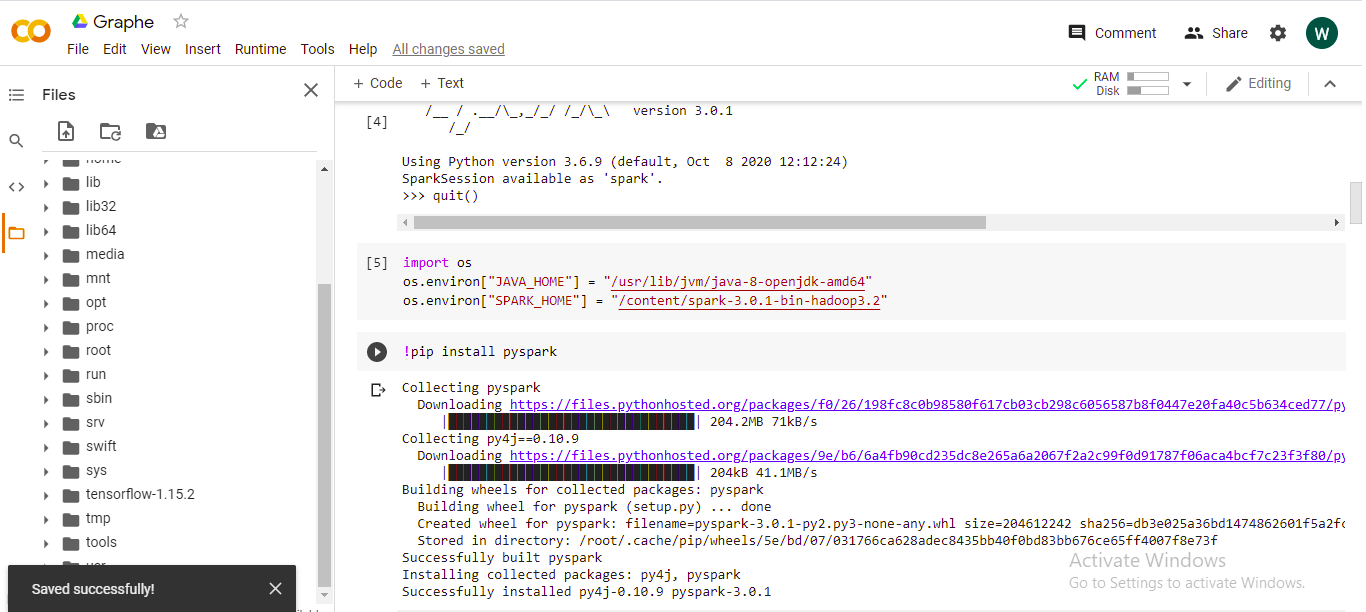 Graphe
Comment
Share
W
File Edit View Insert Runtime Tools Help All changes saved
Files
+ Code + Text
RAM
Disk
Editing
home
lib
lib32
lib64
media
mnt
opt
proc
root
run
sbin
srv
swift
sys
tensorflow-1.15.2
tmp
tools
usr
Saved successfully!
[4]
/__ / .__/\_,_/_/ /_/\_\ version 3.0.1
/_/
Using Python version 3.6.9 (default, Oct 8 2020 12:12:24)
SparkSession available as 'spark'.
>>> quit()
[5] import os
os.environ["JAVA_HOME"] = "/usr/lib/jvm/java-8-openjdk-amd64"
os.environ["SPARK_HOME"] = "/content/spark-3.0.1-bin-hadoop3.2"
!pip install pyspark
Collecting pyspark
Downloading https://files.pythonhosted.org/packages/f0/26/198fc8c0b98580f617cb03cb298c6056587b8f0447e20fa40c5b634ced77/py
|████████████████████████████████| 204.2MB 71kB/s
Collecting py4j==0.10.9
Downloading https://files.pythonhosted.org/packages/9e/b6/6a4fb90cd235dc8e265a6a2067f2a2c99f0d91787f06aca4bcf7c23f3f80/py
|████████████████████████████████| 204kB 41.1MB/s
Building wheels for collected packages: pyspark
Building wheel for pyspark (setup.py) ... done
Created wheel for pyspark: filename=pyspark-3.0.1-py2.py3-none-any.whl size=204612242 sha256=db3e025a36bd1474862601f5a2fc
Stored in directory: /root/.cache/pip/wheels/5e/bd/07/031766ca628adec8435bb40f0bd83bb676ce65ff4007f8e73f
Successfully built pyspark
Installing collected packages: py4j, pyspark
Successfully installed py4j-0.10.9 pyspark-3.0.1
Activate Windows
Go to Settings to activate Windows.